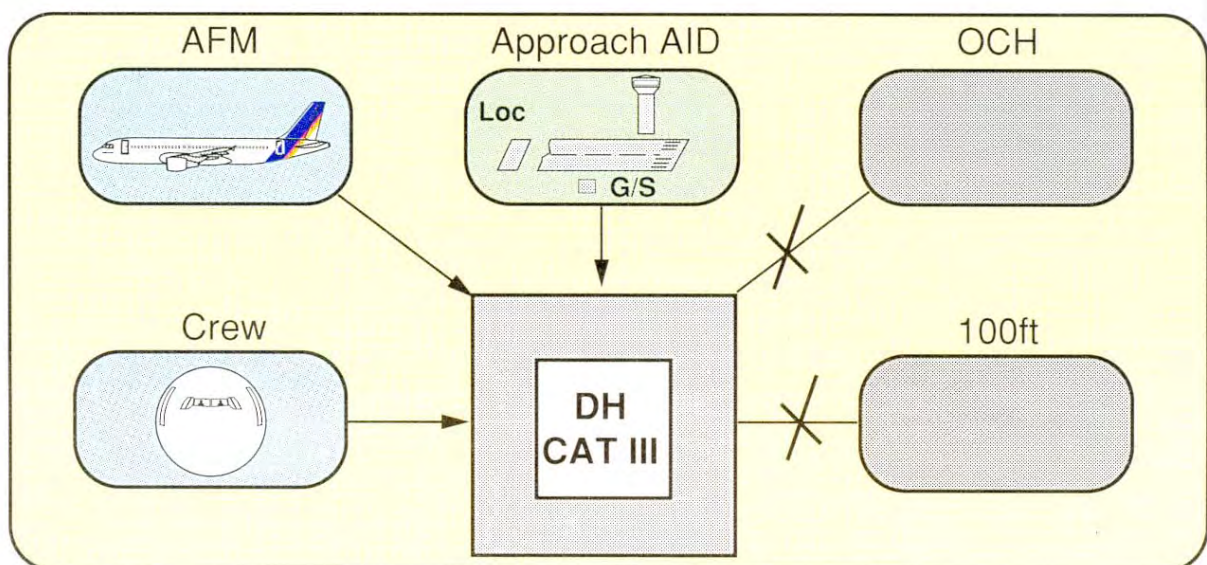 AFM
Approach AID
OCH
Loc
G/S
Crew
100ft
DH
CAT III